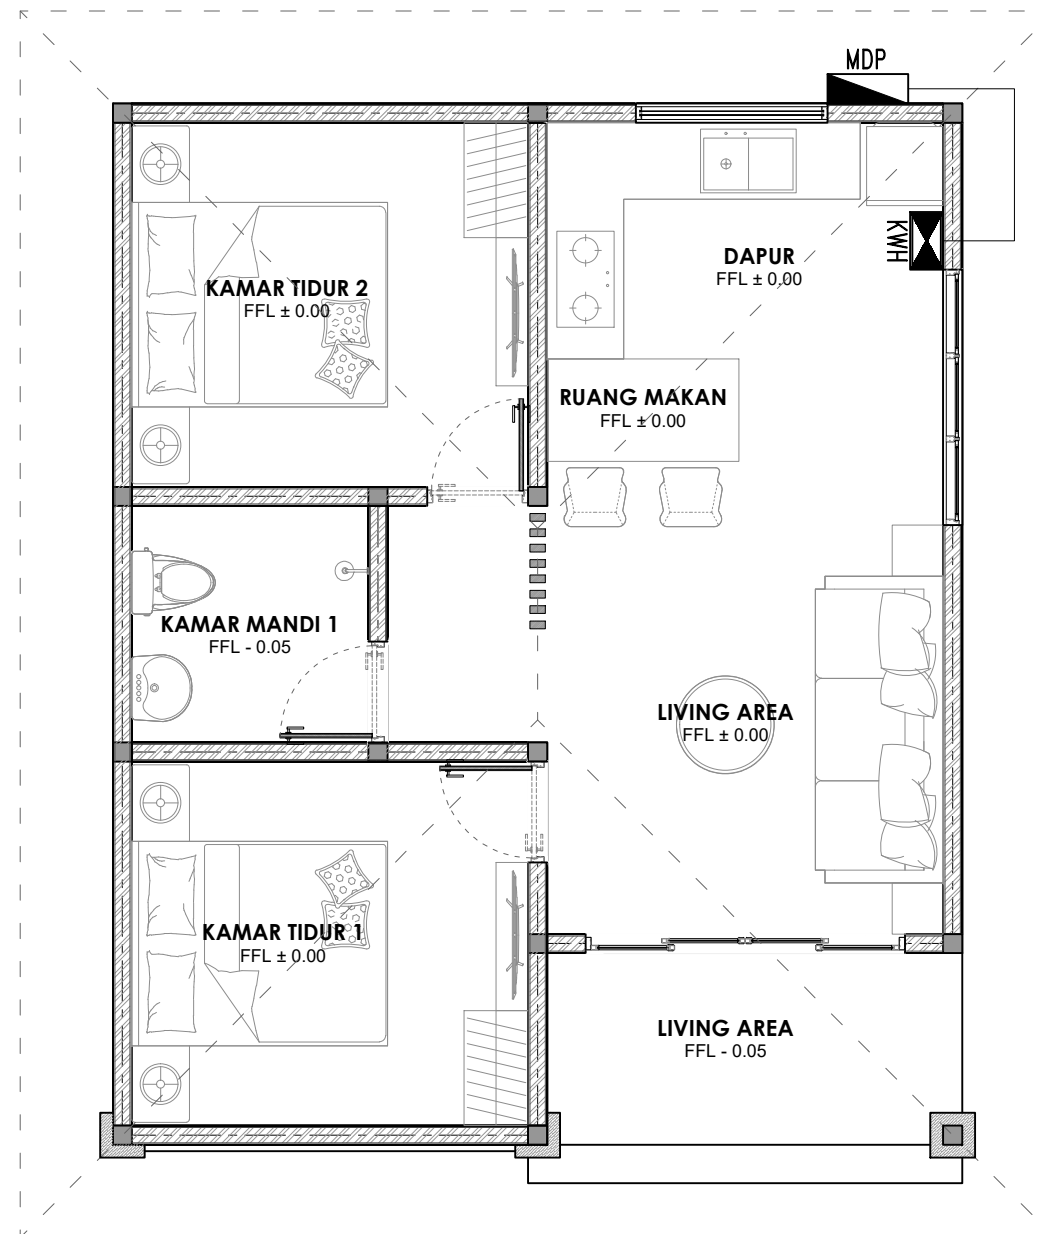 MDP
KWH
DAPUR
FFL ± 0.00
KAMAR TIDUR 2
FFL ± 0.00
RUANG MAKAN
FFL ± 0.00
KAMAR MANDI 1
FFL - 0.05
LIVING AREA
FFL ± 0.00
KAMAR TIDUR 1
FFL ± 0.00
LIVING AREA
FFL - 0.05